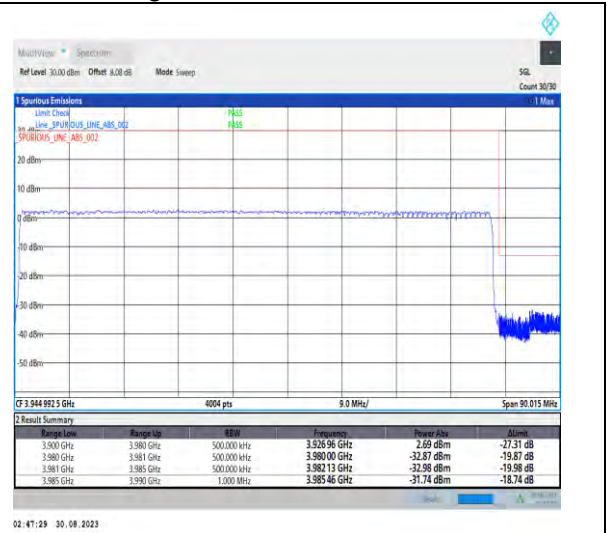 MultiView Spectrum
Ref Level 30.00 dBm Offset 8.08 dB Mode Sweep SGL
Count 30/30
1 Spurious Emissions 1 Max
Limit Check PASS
Line _SPURIOUS_LINE_ABS_002 PASS
SPURIOUS_LINE_ABS_002
20 dBm
10 dBm
0 dBm
-10 dBm
-20 dBm
-30 dBm
-40 dBm
-50 dBm
CF 3.944 992 5 GHz 4004 pts 9.0 MHz/ Span 90.015 MHz
2 Result Summary
Range Low Range Up RBW Frequency Power Abs ΔLimit
3.900 GHz 3.980 GHz 500.000 kHz 3.926 96 GHz 2.69 dBm -27.31 dB
3.980 GHz 3.981 GHz 500.000 kHz 3.980 00 GHz -32.87 dBm -19.87 dB
3.981 GHz 3.985 GHz 500.000 kHz 3.982 13 GHz -32.98 dBm -19.98 dB
3.985 GHz 3.990 GHz 1.000 MHz 3.985 46 GHz -31.74 dBm -18.74 dB
02:47:29 30.08.2023